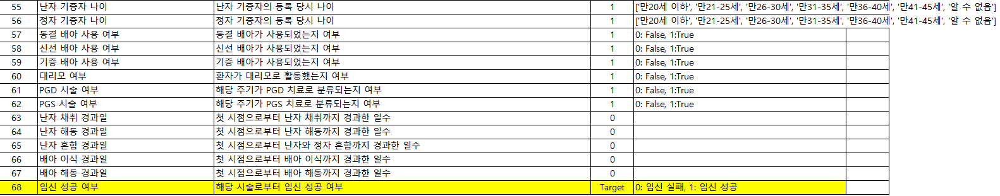 55 난자 기증자 나이 난자 기증자의 등록 당시 나이 1 ['만20세 이하', '만21-25세', '만26-30세', '만31-35세', '만36-40세', '만41-45세', '알 수 없음']
56 정자 기증자 나이 정자 기증자의 등록 당시 나이 1 ['만20세 이하', '만21-25세', '만26-30세', '만31-35세', '만36-40세', '만41-45세', '알 수 없음']
57 동결 배아 사용 여부 동결 배아가 사용되었는지 여부 1 0: False, 1:True
58 신선 배아 사용 여부 신선 배아가 사용되었는지 여부 1 0: False, 1:True
59 기증 배아 사용 여부 기증 배아가 사용되었는지 여부 1 0: False, 1:True
60 대리모 여부 환자가 대리모로 활동했는지 여부 1 0: False, 1:True
61 PGD 시술 여부 해당 주기가 PGD 치료로 분류되는지 여부 1 0: False, 1:True
62 PGS 시술 여부 해당 주기가 PGS 치료로 분류되는지 여부 1 0: False, 1:True
63 난자 채취 경과일 첫 시점으로부터 난자 채취까지 경과한 일수 0
64 난자 해동 경과일 첫 시점으로부터 난자 해동까지 경과한 일수 0
65 난자 혼합 경과일 첫 시점으로부터 난자와 정자 혼합까지 경과한 일수 0
66 배아 이식 경과일 첫 시점으로부터 배아 이식까지 경과한 일수 0
67 배아 해동 경과일 첫 시점으로부터 배아 해동까지 경과한 일수 0
68 임신 성공 여부 해당 시술로부터 임신 성공 여부 Target 0: 임신 실패, 1: 임신 성공